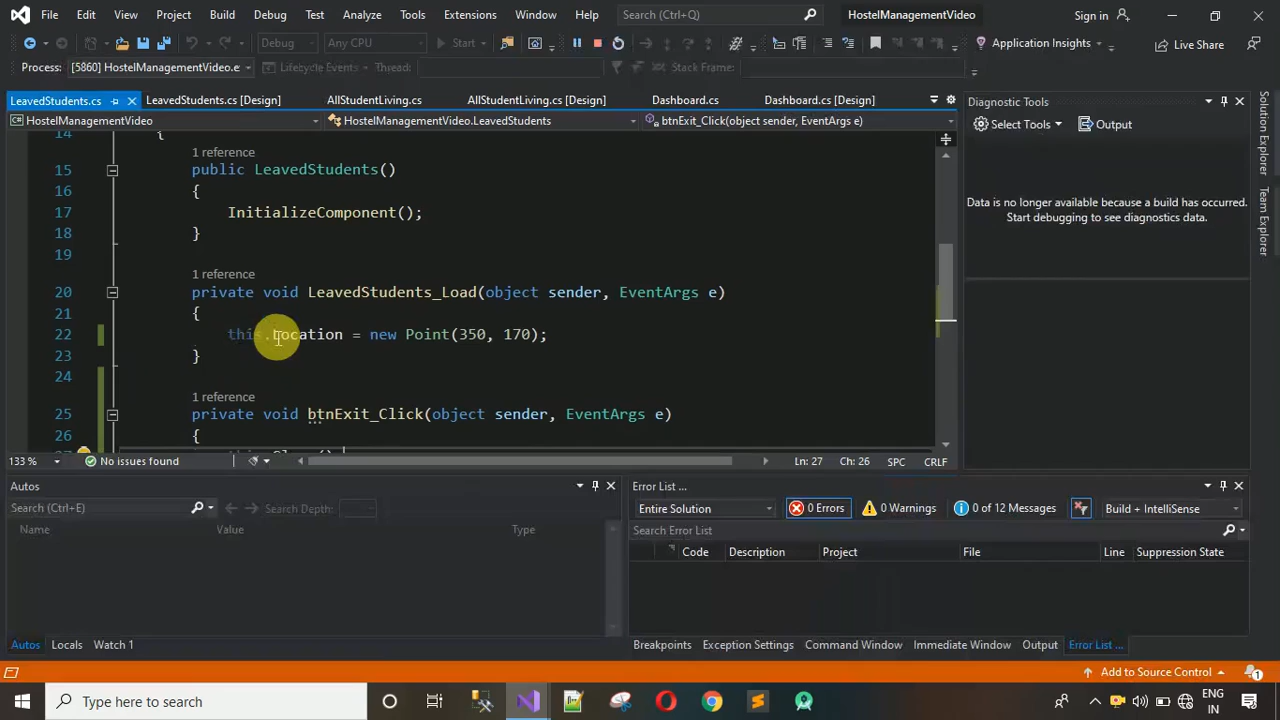 File Edit View Project Build Debug Test Analyze Tools Extensions Window Help Search (Ctrl+Q) HostelManagementVideo Sign in
Debug Any CPU Start Application Insights Live Share
Process: [5860] HostelManagementVideo.e Lifecycle Events Thread: Stack Frame:
LeavedStudents.cs LeavedStudents.cs [Design] AllStudentLiving.cs AllStudentLiving.cs [Design] Dashboard.cs Dashboard.cs [Design]
HostelManagementVideo HostelManagementVideo.LeavedStudents btnExit_Click(object sender, EventArgs e)
14 {
1 reference
15 public LeavedStudents()
16 {
17 InitializeComponent();
18 }
19
1 reference
20 private void LeavedStudents_Load(object sender, EventArgs e)
21 {
22 this.Location = new Point(350, 170);
23 }
24
1 reference
25 private void btnExit_Click(object sender, EventArgs e)
26 {
133 % No issues found Ln: 27 Ch: 26 SPC CRLF
Diagnostic Tools
Select Tools Output
Data is no longer available because a build has occurred.
Start debugging to see diagnostics data.
Solution Explorer
Team Explorer
Autos
Search (Ctrl+E) Search Depth:
Name Value Type
Autos Locals Watch 1
Error List ...
Entire Solution 0 Errors 0 Warnings 0 of 12 Messages Build + IntelliSense
Search Error List
Code Description Project File Line Suppression State
Breakpoints Exception Settings Command Window Immediate Window Output Error List ...
Add to Source Control 1
Type here to search ENG
IN